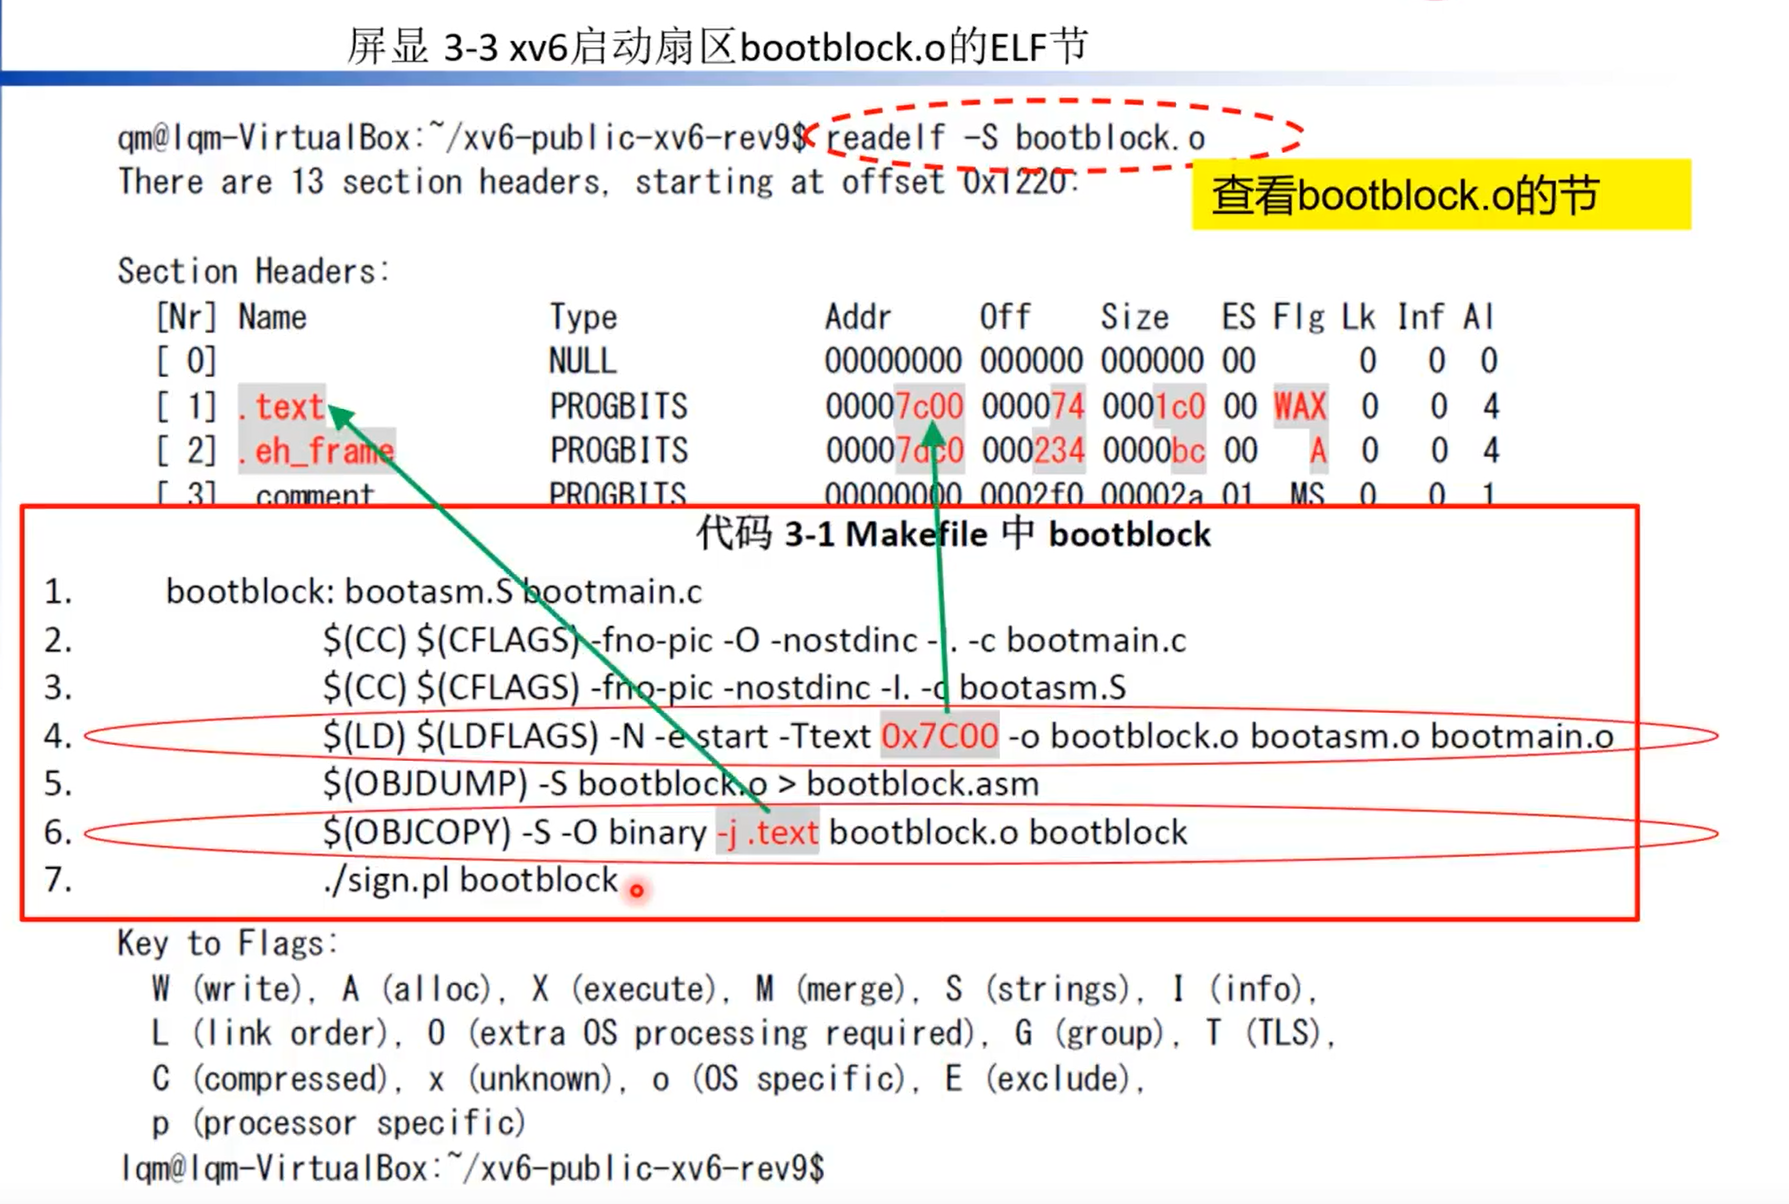 屏显 3-3 xv6启动扇区bootblock.o的ELF节
qm@lqm-VirtualBox:~/xv6-public-xv6-rev9$ readelf -S bootblock.o
There are 13 section headers, starting at offset 0x1220:
查看bootblock.o的节
Section Headers:
[Nr] Name Type Addr Off Size ES Flg Lk Inf Al
[ 0] NULL 00000000 000000 000000 00 0 0 0
[ 1] .text PROGBITS 00007c00 000074 0001c0 00 WAX 0 0 4
[ 2] .eh_frame PROGBITS 00007dc0 000234 0000bc 00 A 0 0 4
[ 3] .comment PROGBITS 00000000 0002f0 00002a 01 MS 0 0 1
代码 3-1 Makefile 中 bootblock
1. bootblock: bootasm.S bootmain.c
2. $(CC) $(CFLAGS) -fno-pic -O -nostdinc -I. -c bootmain.c
3. $(CC) $(CFLAGS) -fno-pic -nostdinc -I. -c bootasm.S
4. $(LD) $(LDFLAGS) -N -e start -Ttext 0x7C00 -o bootblock.o bootasm.o bootmain.o
5. $(OBJDUMP) -S bootblock.o > bootblock.asm
6. $(OBJCOPY) -S -O binary -j .text bootblock.o bootblock
7. ./sign.pl bootblock
Key to Flags:
W (write), A (alloc), X (execute), M (merge), S (strings), I (info),
L (link order), O (extra OS processing required), G (group), T (TLS),
C (compressed), x (unknown), o (OS specific), E (exclude),
p (processor specific)
lqm@lqm-VirtualBox:~/xv6-public-xv6-rev9$